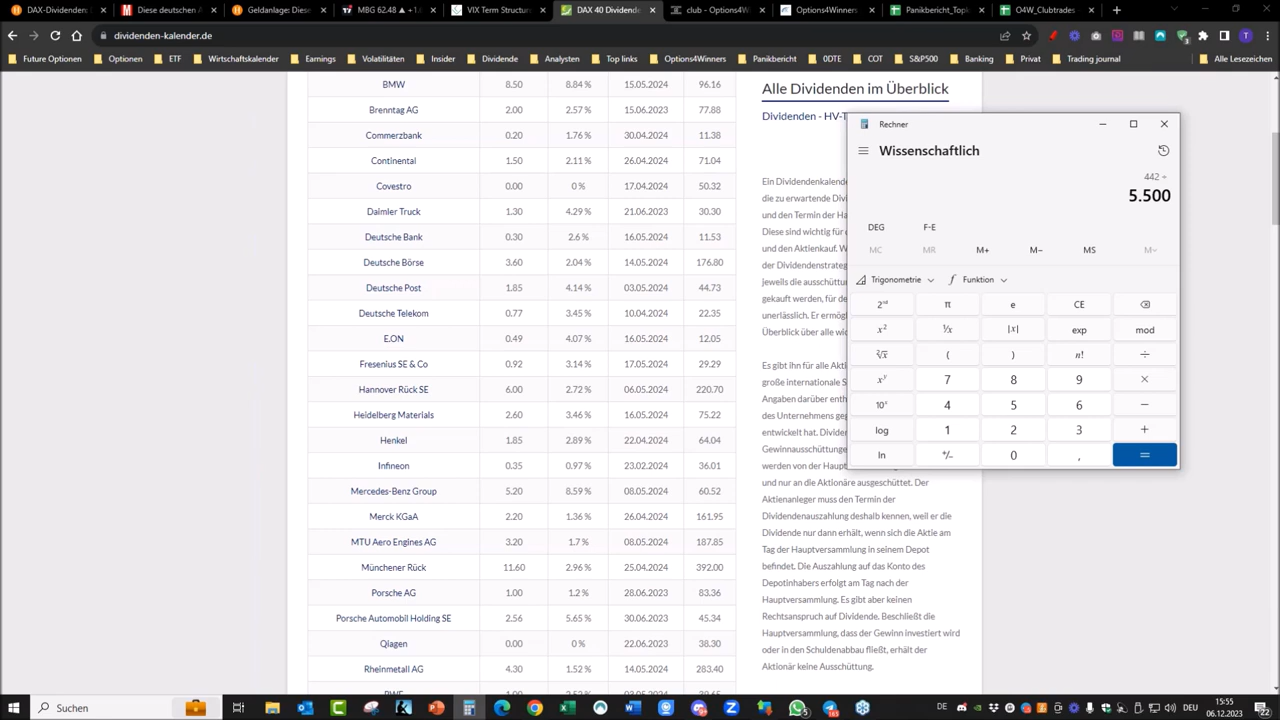 DAX-Dividenden:
Diese deutschen A
Geldanlage: Diese
MBG 62.48 ▲ +1.
VIX Term Structure
DAX 40 Dividende
club - Options4W
Options4Winners
Panikbericht_Topl
O4W_Clubtrades
dividenden-kalender.de
Future Optionen
Optionen
ETF
Wirtschaftskalender
Earnings
Volatilitäten
Insider
Dividende
Analysten
Top links
Options4Winners
Panikbericht
0DTE
COT
S&P500
Banking
Privat
Trading journal
Alle Lesezeichen
BMW 8.50 8.84 % 15.05.2024 96.16
Brenntag AG 2.00 2.57 % 15.06.2023 77.88
Commerzbank 0.20 1.76 % 30.04.2024 11.38
Continental 1.50 2.11 % 26.04.2024 71.04
Covestro 0.00 0 % 17.04.2024 50.32
Daimler Truck 1.30 4.29 % 21.06.2023 30.30
Deutsche Bank 0.30 2.6 % 16.05.2024 11.53
Deutsche Börse 3.60 2.04 % 14.05.2024 176.80
Deutsche Post 1.85 4.14 % 03.05.2024 44.73
Deutsche Telekom 0.77 3.45 % 10.04.2024 22.35
E.ON 0.49 4.07 % 16.05.2024 12.05
Fresenius SE & Co 0.92 3.14 % 17.05.2024 29.29
Hannover Rück SE 6.00 2.72 % 06.05.2024 220.70
Heidelberg Materials 2.60 3.46 % 16.05.2024 75.22
Henkel 1.85 2.89 % 22.04.2024 64.04
Infineon 0.35 0.97 % 23.02.2024 36.01
Mercedes-Benz Group 5.20 8.59 % 08.05.2024 60.52
Merck KGaA 2.20 1.36 % 26.04.2024 161.95
MTU Aero Engines AG 3.20 1.7 % 08.05.2024 187.85
Münchener Rück 11.60 2.96 % 25.04.2024 392.00
Porsche AG 1.00 1.2 % 28.06.2023 83.36
Porsche Automobil Holding SE 2.56 5.65 % 30.06.2023 45.34
Qiagen 0.00 0 % 22.06.2023 38.30
Rheinmetall AG 4.30 1.52 % 14.05.2024 283.40
Alle Dividenden im Überblick
Dividenden - HV-T
Ein Dividendenkalende
die zu erwartende Divi
und den Termin der Ha
Diese sind wichtig für
und den Aktienkauf. W
der Dividendenstrateg
jeweils die ausschüttu
gekauft werden, für de
unerlässlich. Er ermögl
Überblick über alle wic
Es gibt ihn für alle Akti
große internationale S
Angaben darüber enth
des Unternehmens geg
entwickelt hat. Divide
Gewinnausschüttunge
werden von der Haupt
und nur an die Aktionäre ausgeschüttet. Der
Aktienanleger muss den Termin der
Dividendenauszahlung deshalb kennen, weil er die
Dividende nur dann erhält, wenn sich die Aktie am
Tag der Hauptversammlung in seinem Depot
befindet. Die Auszahlung auf das Konto des
Depotinhabers erfolgt am Tag nach der
Hauptversammlung. Es gibt aber keinen
Rechtsanspruch auf Dividende. Beschließt die
Hauptversammlung, dass der Gewinn investiert wird
oder in den Schuldenabbau fließt, erhält der
Aktionär keine Ausschüttung.
Rechner
Wissenschaftlich
442 ÷
5.500
DEG F-E
MC MR M+ M− MS M
Trigonometrie Funktion
2ⁿᵈ π e CE
x² ¹/x |x| exp mod
²√x ( ) n! ÷
xʸ 7 8 9 ×
10ˣ 4 5 6 −
log 1 2 3 +
ln +/− 0 , =
Suchen
5
DE
DEU
15:55
06.12.2023
22